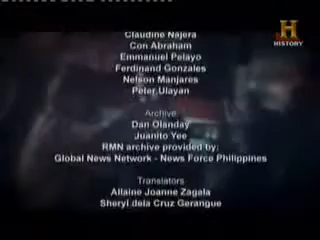 H
HISTORY
Claudine Najera
Con Abraham
Emmanuel Pelayo
Ferdinand Gonzales
Nelson Manjares
Peter Ulayan
Archive
Dan Olanday
Juanito Yee
RMN archive provided by:
Global News Network - News Force Philippines
Translators
Allaine Joanne Zagala
Sheryl dela Cruz Gerangue